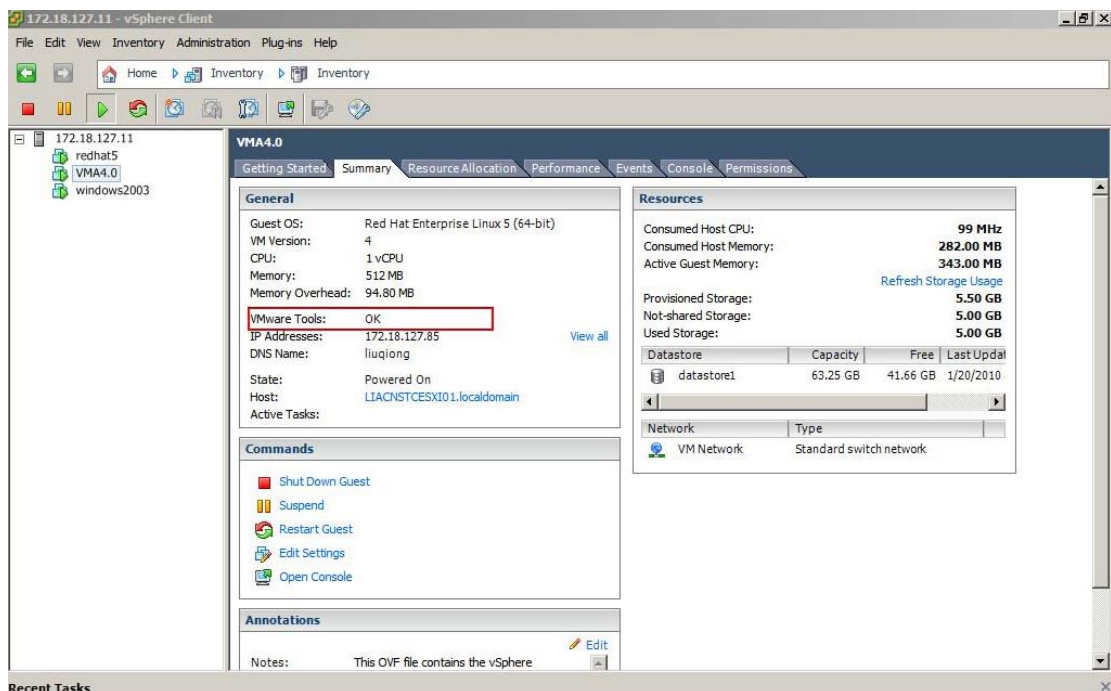 172.18.127.11 - vSphere Client
File Edit View Inventory Administration Plug-ins Help
Home Inventory Inventory
172.18.127.11
redhat5
VMA4.0
windows2003
VMA4.0
Getting Started Summary Resource Allocation Performance Events Console Permissions
General
Guest OS: Red Hat Enterprise Linux 5 (64-bit)
VM Version: 4
CPU: 1 vCPU
Memory: 512 MB
Memory Overhead: 94.80 MB
VMware Tools: OK
IP Addresses: 172.18.127.85 View all
DNS Name: liuqiong
State: Powered On
Host: LIACNSTCESXI01.localdomain
Active Tasks:
Commands
Shut Down Guest
Suspend
Restart Guest
Edit Settings
Open Console
Annotations
Edit
Notes: This OVF file contains the vSphere
Resources
Consumed Host CPU: 99 MHz
Consumed Host Memory: 282.00 MB
Active Guest Memory: 343.00 MB
Refresh Storage Usage
Provisioned Storage: 5.50 GB
Not-shared Storage: 5.00 GB
Used Storage: 5.00 GB
Datastore Capacity Free Last Updat
datastore1 63.25 GB 41.66 GB 1/20/2010
Network Type
VM Network Standard switch network
Recent Tasks